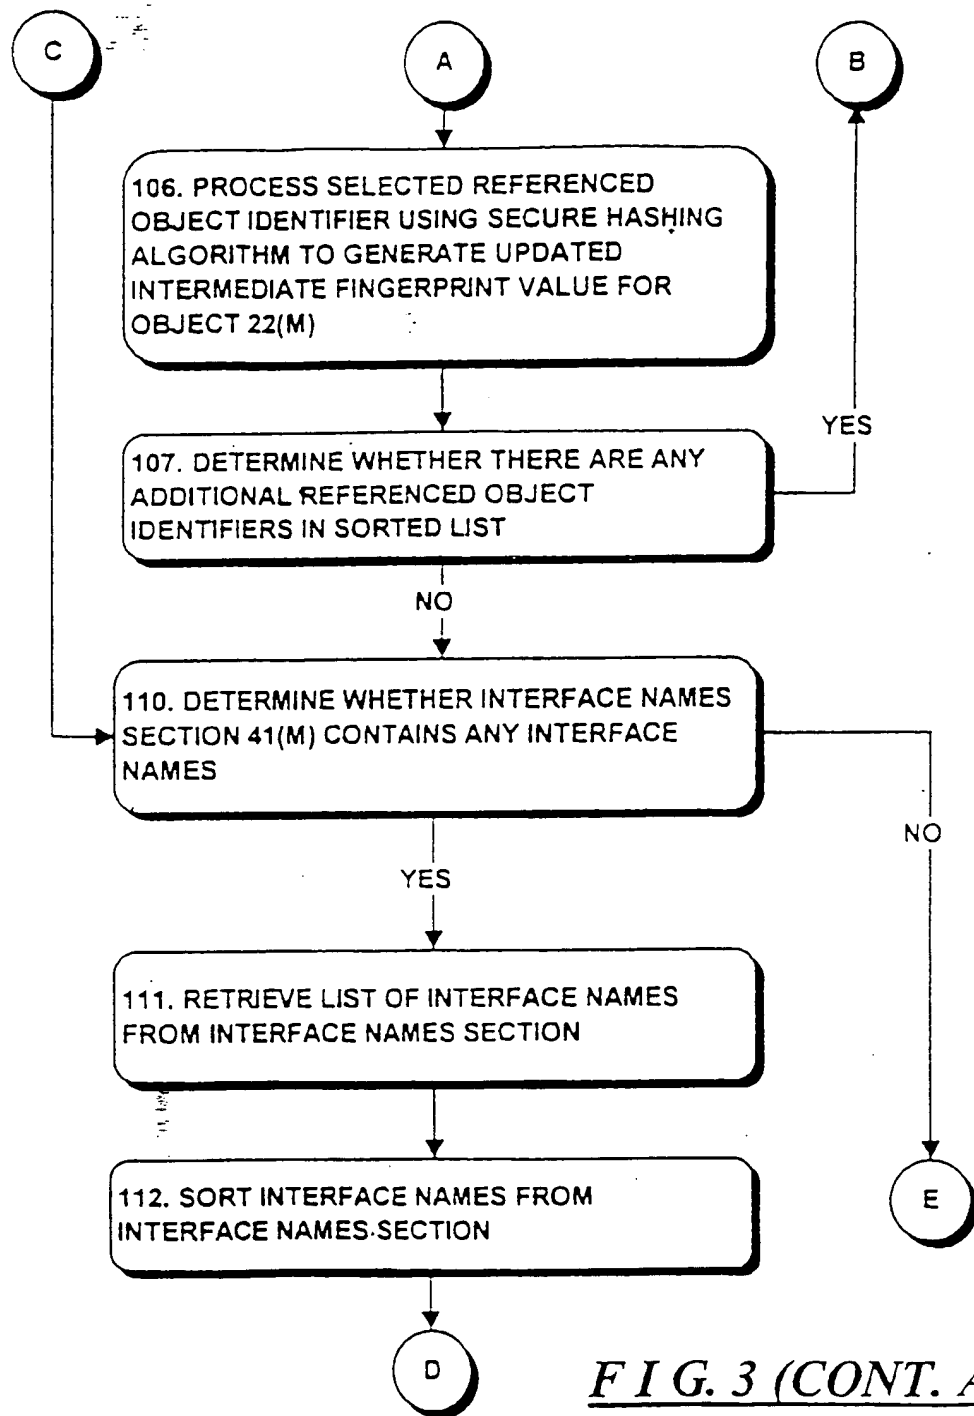 C
A
B
106. PROCESS SELECTED REFERENCED
OBJECT IDENTIFIER USING SECURE HASHING
ALGORITHM TO GENERATE UPDATED
INTERMEDIATE FINGERPRINT VALUE FOR
OBJECT 22(M)
YES
107. DETERMINE WHETHER THERE ARE ANY
ADDITIONAL REFERENCED OBJECT
IDENTIFIERS IN SORTED LIST
NO
110. DETERMINE WHETHER INTERFACE NAMES
SECTION 41(M) CONTAINS ANY INTERFACE
NAMES
NO
YES
111. RETRIEVE LIST OF INTERFACE NAMES
FROM INTERFACE NAMES SECTION
112. SORT INTERFACE NAMES FROM
INTERFACE NAMES SECTION
E
D
F I G. 3 (CONT. A